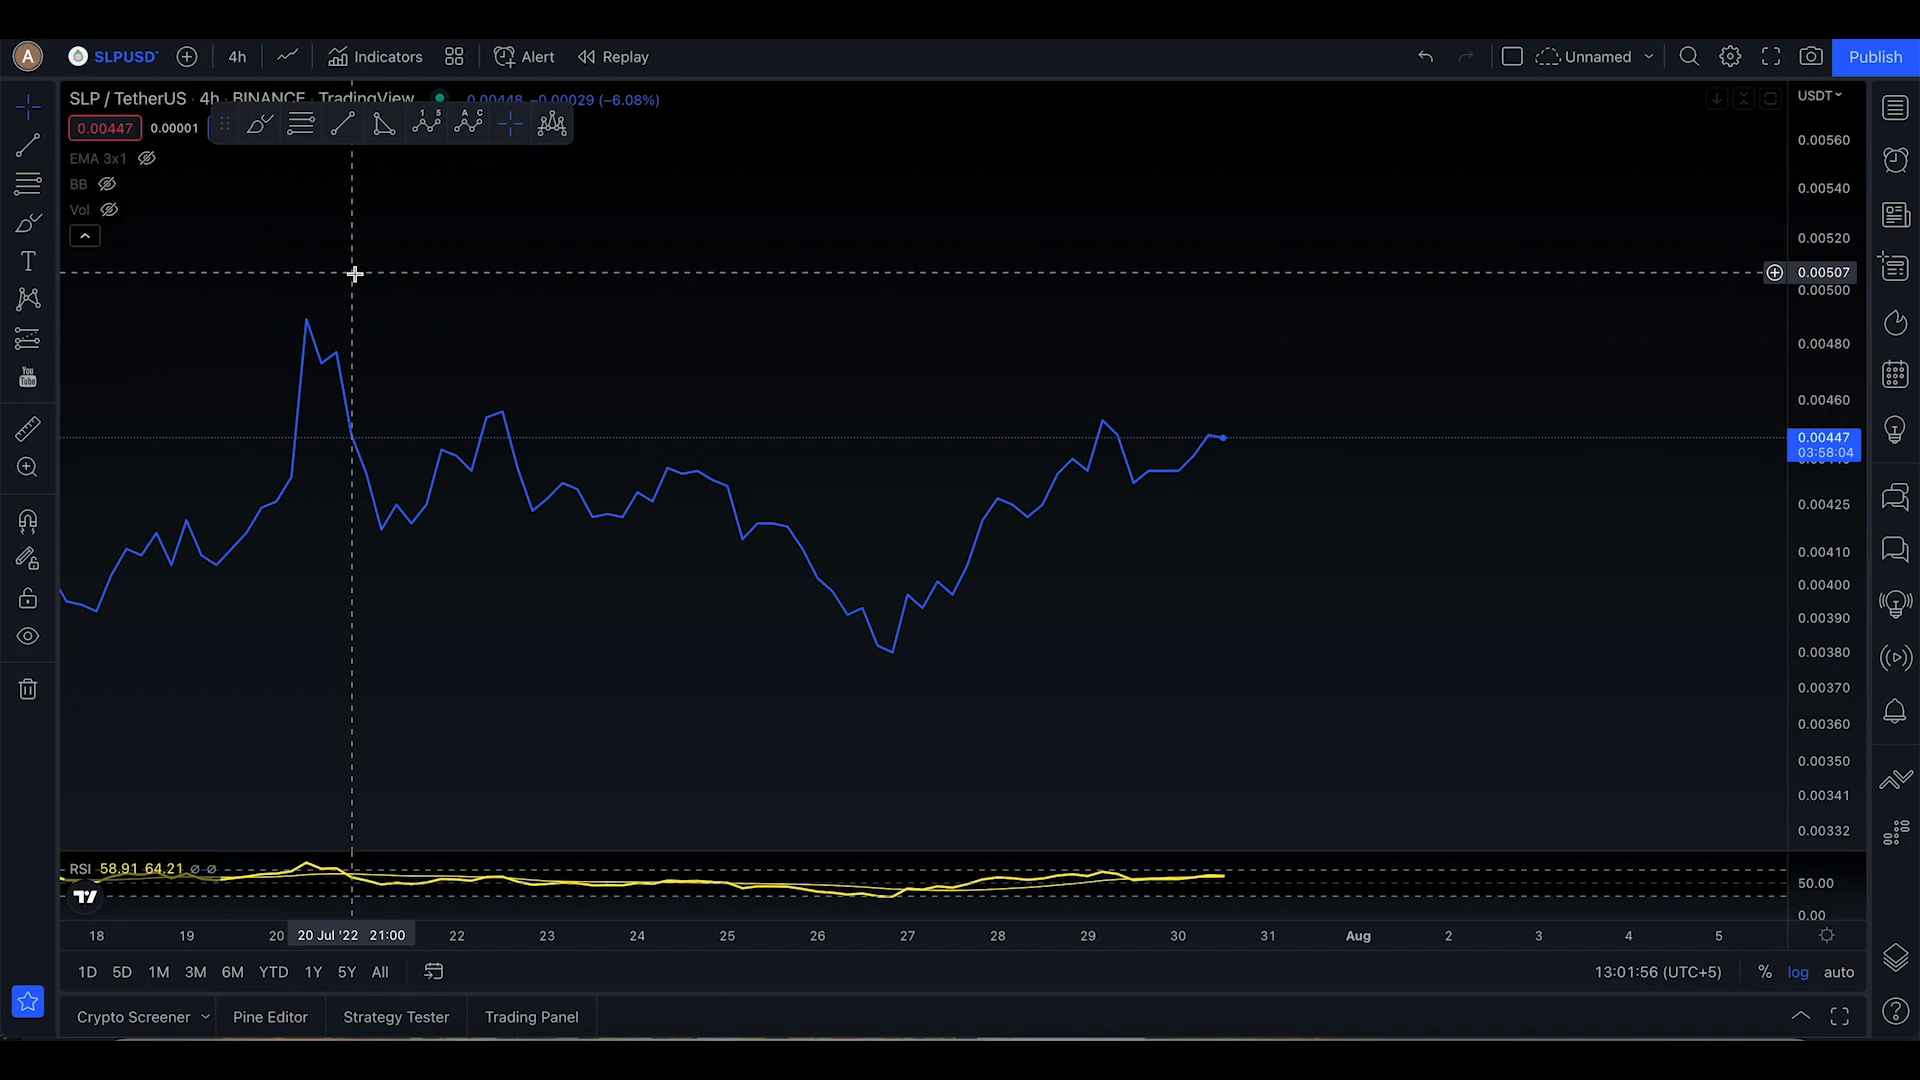 A SLPUSD 4h Indicators Alert Replay Unnamed Publish
SLP / TetherUS · 4h · BINANCE · TradingView 0.00448 −0.00029 (−6.08%) USDT
0.00447 0.00001
1 5 A C
EMA 3x1
BB
Vol
T
You
Tube
0.00560
0.00540
0.00520
0.00507
0.00500
0.00480
0.00460
0.00447
03:58:04
0.00425
0.00410
0.00400
0.00390
0.00380
0.00370
0.00360
0.00350
0.00341
0.00332
RSI 58.91 64.21 ∅ ∅
50.00
0.00
18 19 20 20 Jul '22 21:00 22 23 24 25 26 27 28 29 30 31 Aug 2 3 4 5
1D 5D 1M 3M 6M YTD 1Y 5Y All 13:01:56 (UTC+5) % log auto
Crypto Screener Pine Editor Strategy Tester Trading Panel